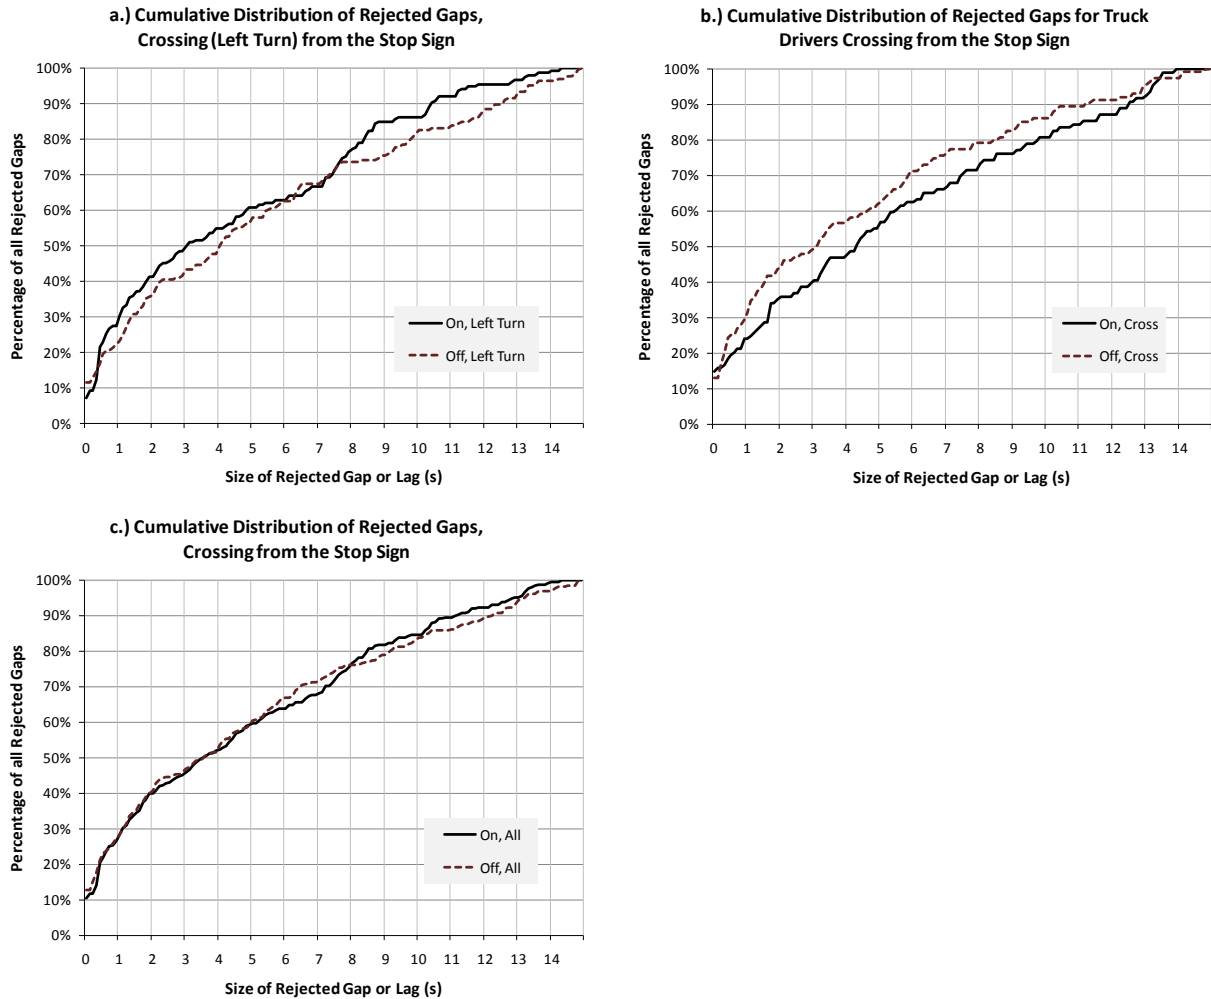 a.) Cumulative Distribution of Rejected Gaps,
Crossing (Left Turn) from the Stop Sign
100%
90%
80%
70%
60%
50%
40%
30%
20%
10%
0%
Percentage of all Rejected Gaps
On, Left Turn
Off, Left Turn
0 1 2 3 4 5 6 7 8 9 10 11 12 13 14
Size of Rejected Gap or Lag (s)
b.) Cumulative Distribution of Rejected Gaps for Truck
Drivers Crossing from the Stop Sign
100%
90%
80%
70%
60%
50%
40%
30%
20%
10%
0%
Percentage of all Rejected Gaps
On, Cross
Off, Cross
0 1 2 3 4 5 6 7 8 9 10 11 12 13 14
Size of Rejected Gap or Lag (s)
c.) Cumulative Distribution of Rejected Gaps,
Crossing from the Stop Sign
100%
90%
80%
70%
60%
50%
40%
30%
20%
10%
0%
Percentage of all Rejected Gaps
On, All
Off, All
0 1 2 3 4 5 6 7 8 9 10 11 12 13 14
Size of Rejected Gap or Lag (s)